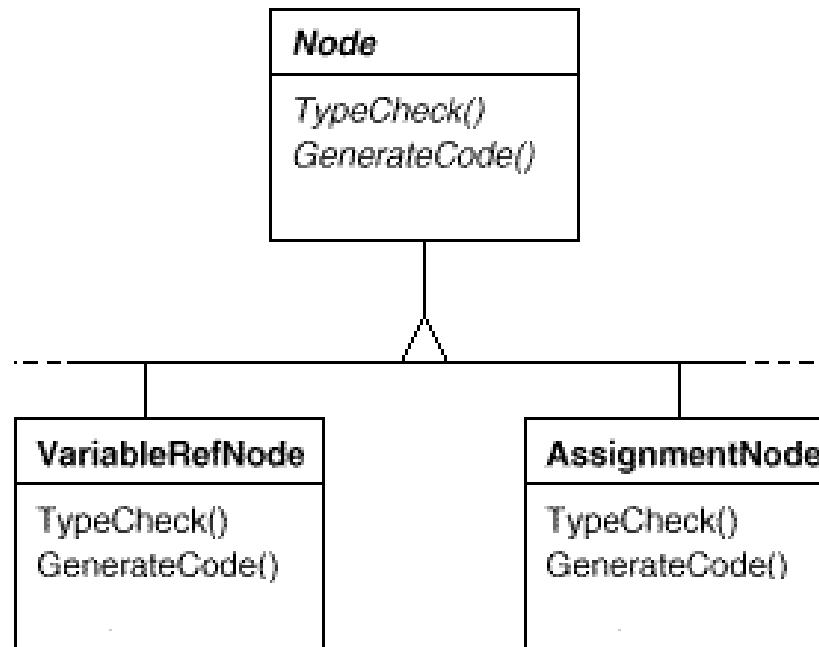 Node
TypeCheck()
GenerateCode()
VariableRefNode
TypeCheck()
GenerateCode()
AssignmentNode
TypeCheck()
GenerateCode()